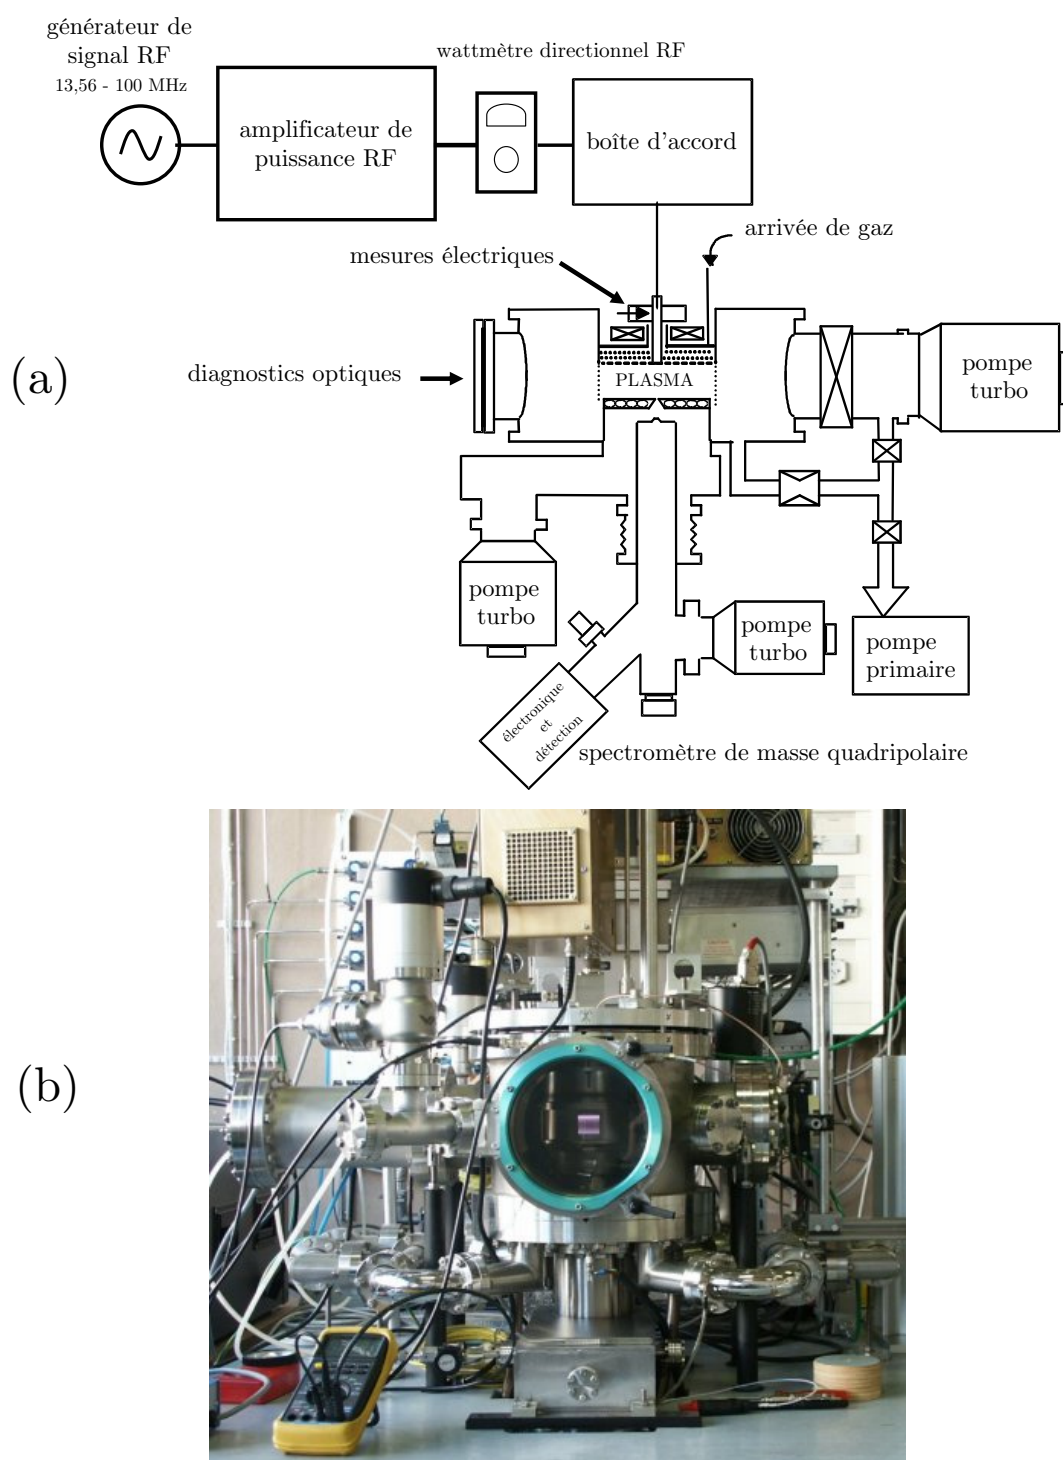 générateur de
signal RF
13,56 - 100 MHz
wattmètre directionnel RF
amplificateur de
puissance RF
boîte d'accord
arrivée de gaz
mesures électriques
(a)
diagnostics optiques
PLASMA
pompe
turbo
pompe
turbo
pompe
turbo
pompe
primaire
électronique
et
détection
spectromètre de masse quadripolaire
(b)